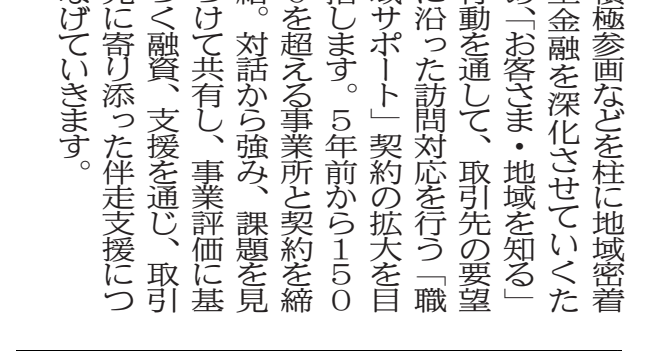 積極参画などを柱に地域密着
型金融を深化させていくた
め、「お客さま・地域を知る」
行動を通して、取引先の要望
に沿った訪問対応を行う「職
域サポート」契約の拡大を目
指します。５年前から１５０
０を超える事業所と契約を締
結。対話から強み、課題を見
つけて共有し、事業評価に基
づく融資、支援を通じ、取引
先に寄り添った伴走支援につ
なげていきます。